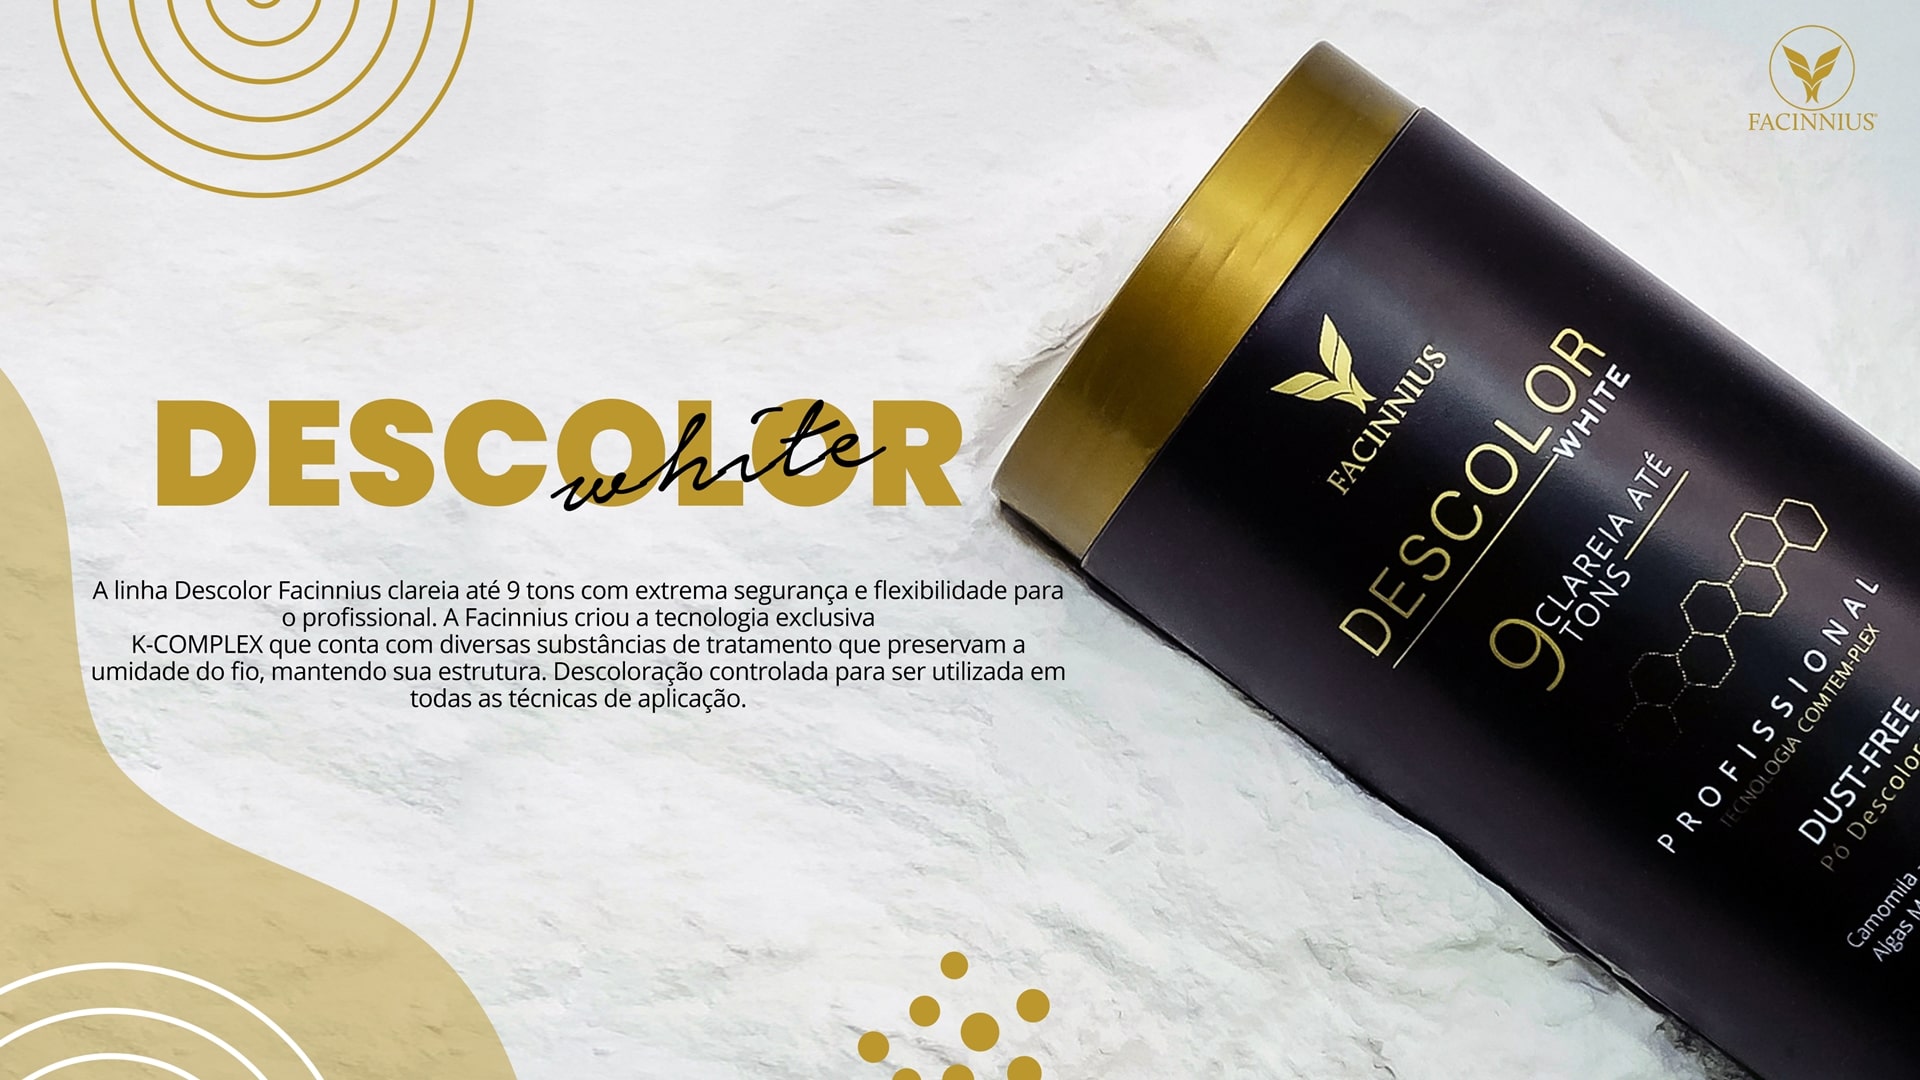 FACINNIUS
DESCOLOR
white
A linha Descolor Facinnius clareia até 9 tons com extrema segurança e flexibilidade para
o profissional. A Facinnius criou a tecnologia exclusiva
K-COMPLEX que conta com diversas substâncias de tratamento que preservam a
umidade do fio, mantendo sua estrutura. Descoloração controlada para ser utilizada em
todas as técnicas de aplicação.
FACINNIUS
DESCOLOR
WHITE
9 CLAREIA ATÉ
TONS
PROFISSIONAL
TECNOLOGIA COMTEM-PLEX
DUST-FREE
Pó Descolor
Camomila
Algas